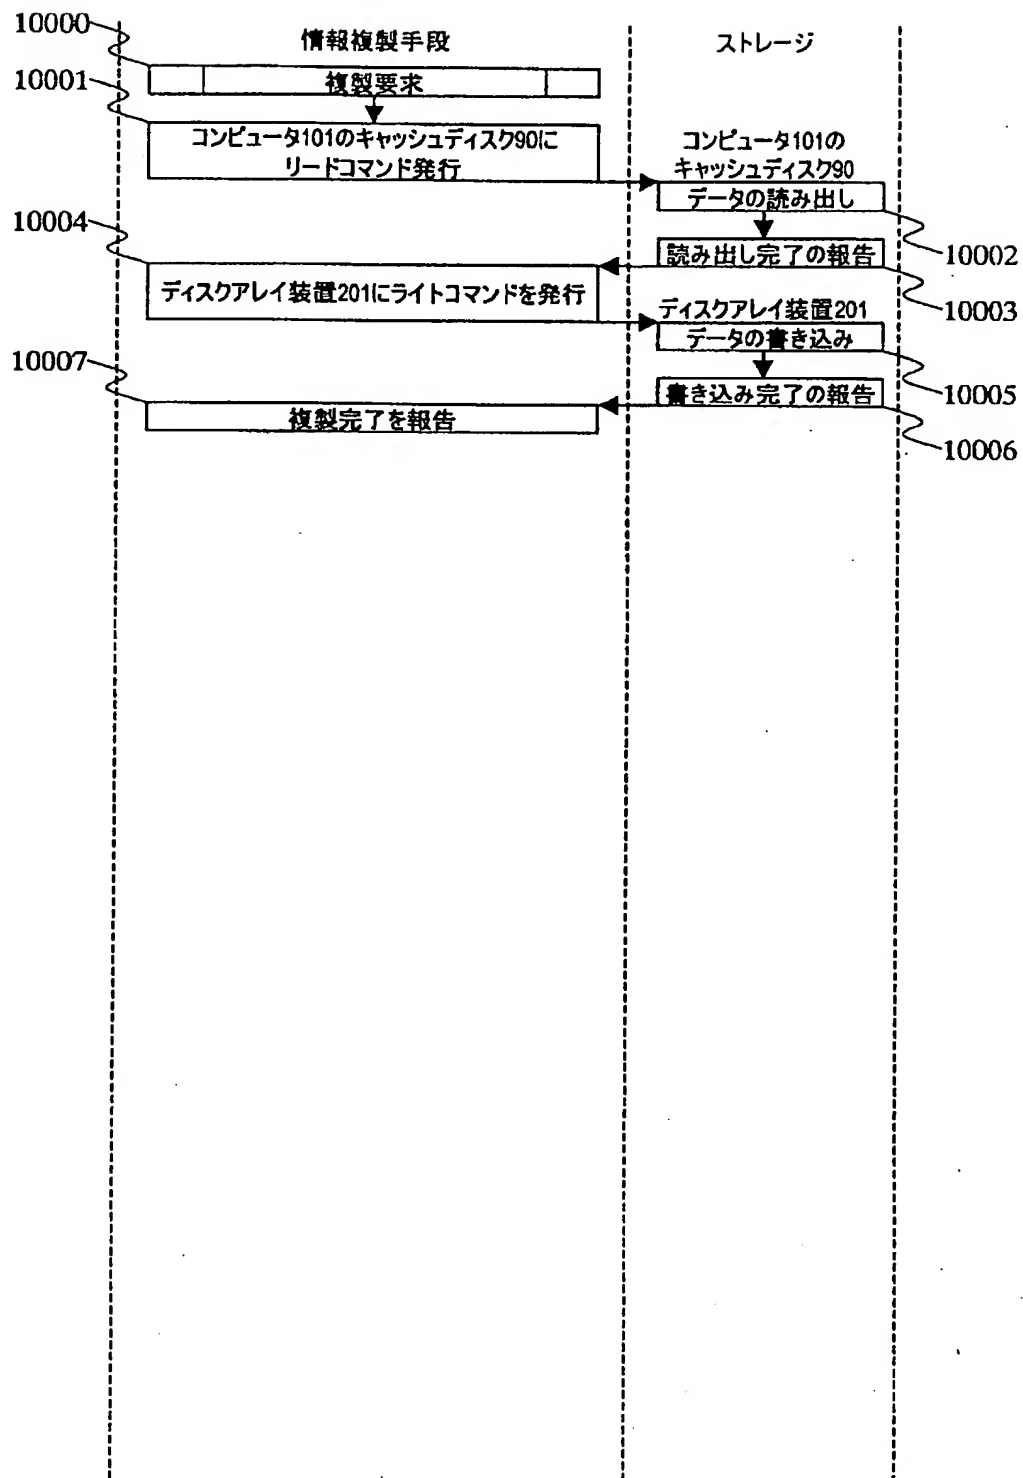 10000
情報複製手段
ストレージ
10001
複製要求
コンピュータ101のキャッシュディスク90に
リードコマンド発行
コンピュータ101の
キャッシュディスク90
データの読み出し
10002
10004
読み出し完了の報告
10003
ディスクアレイ装置201にライトコマンドを発行
ディスクアレイ装置201
データの書き込み
10005
10007
書き込み完了の報告
10006
複製完了を報告